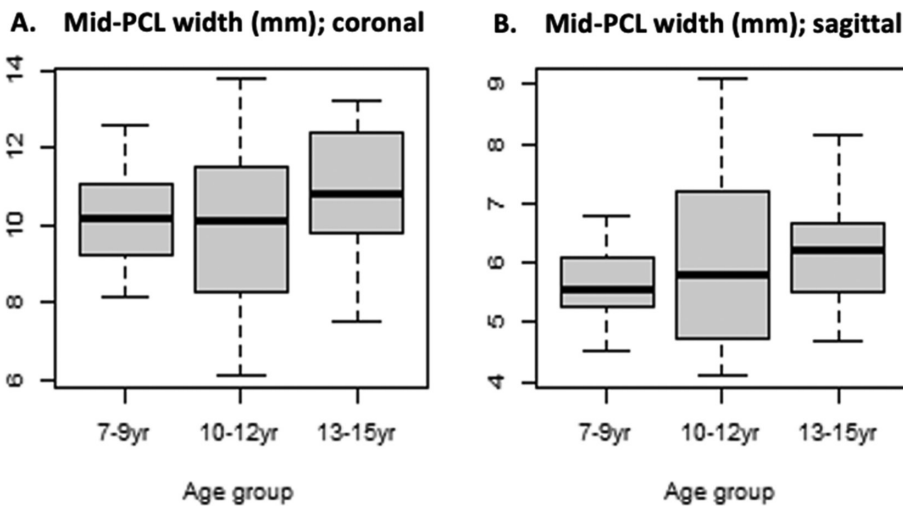 A. Mid-PCL width (mm); coronal
14
12
10
8
6
7-9yr 10-12yr 13-15yr
Age group
B. Mid-PCL width (mm); sagittal
9
8
7
6
5
4
7-9yr 10-12yr 13-15yr
Age group